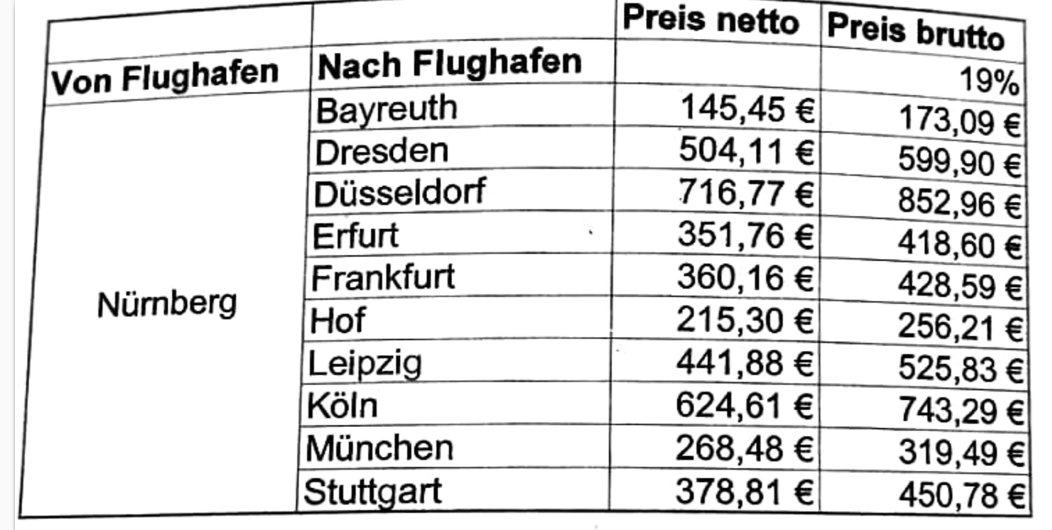 Preis netto Preis brutto
Von Flughafen Nach Flughafen 19%
Bayreuth 145,45 € 173,09 €
Dresden 504,11 € 599,90 €
Düsseldorf 716,77 € 852,96 €
Erfurt 351,76 € 418,60 €
Frankfurt 360,16 € 428,59 €
Nürnberg Hof 215,30 € 256,21 €
Leipzig 441,88 € 525,83 €
Köln 624,61 € 743,29 €
München 268,48 € 319,49 €
Stuttgart 378,81 € 450,78 €